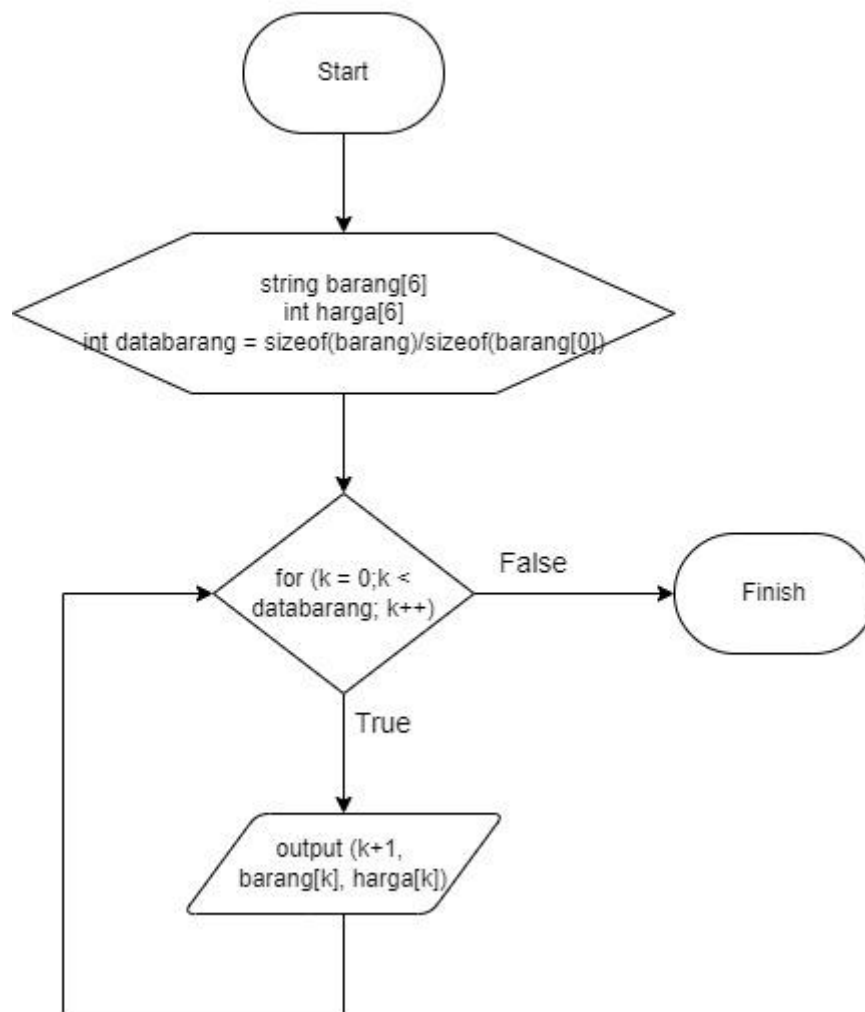 Start
string barang[6]
int harga[6]
int databarang = sizeof(barang)/sizeof(barang[0])
for (k = 0;k <
databarang; k++)
False
Finish
True
output (k+1,
barang[k], harga[k])